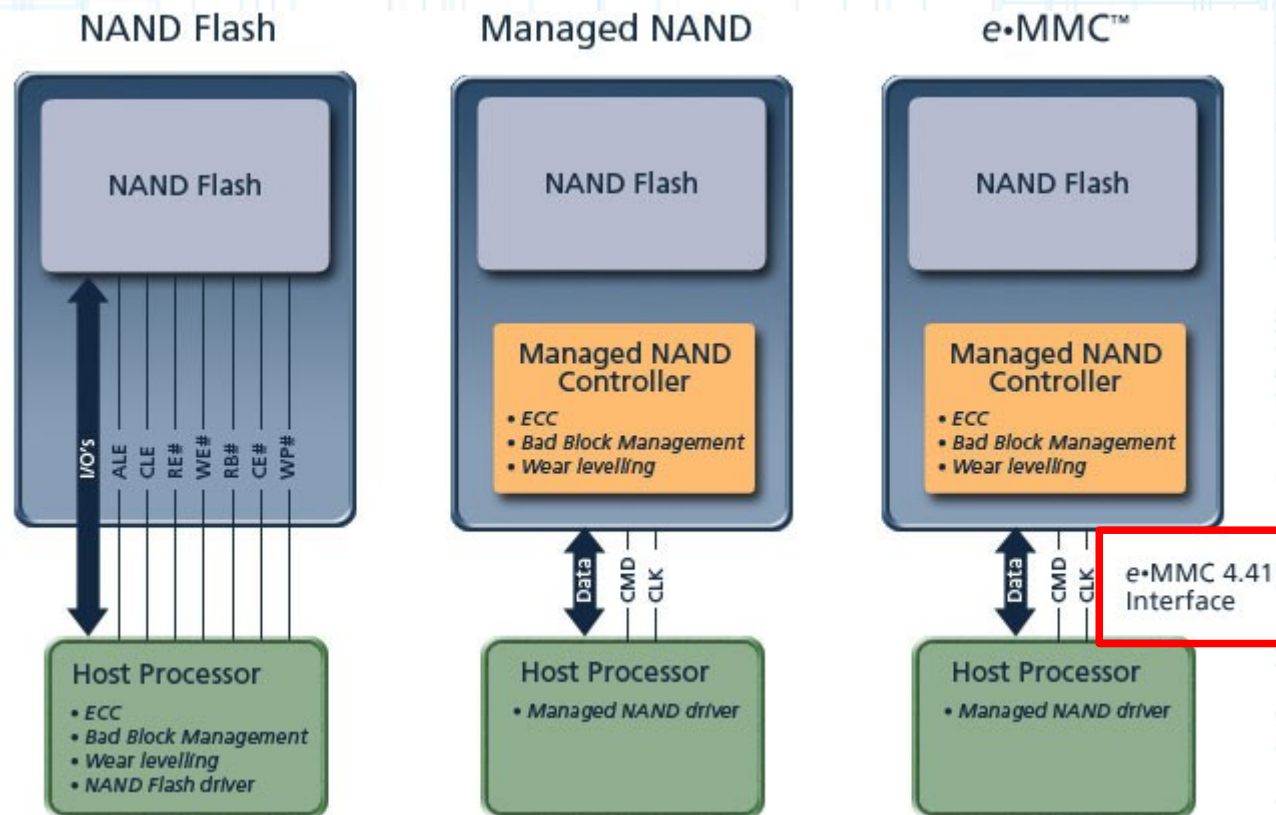 NAND Flash
NAND Flash
I/O's
ALE
CLE
RE#
WE#
RB#
CE#
WP#
Host Processor
• ECC
• Bad Block Management
• Wear levelling
• NAND Flash driver
Managed NAND
NAND Flash
Managed NAND
Controller
• ECC
• Bad Block Management
• Wear levelling
Data
CMD
CLK
Host Processor
• Managed NAND driver
e•MMC™
NAND Flash
Managed NAND
Controller
• ECC
• Bad Block Management
• Wear levelling
Data
CMD
CLK
e•MMC 4.41
Interface
Host Processor
• Managed NAND driver